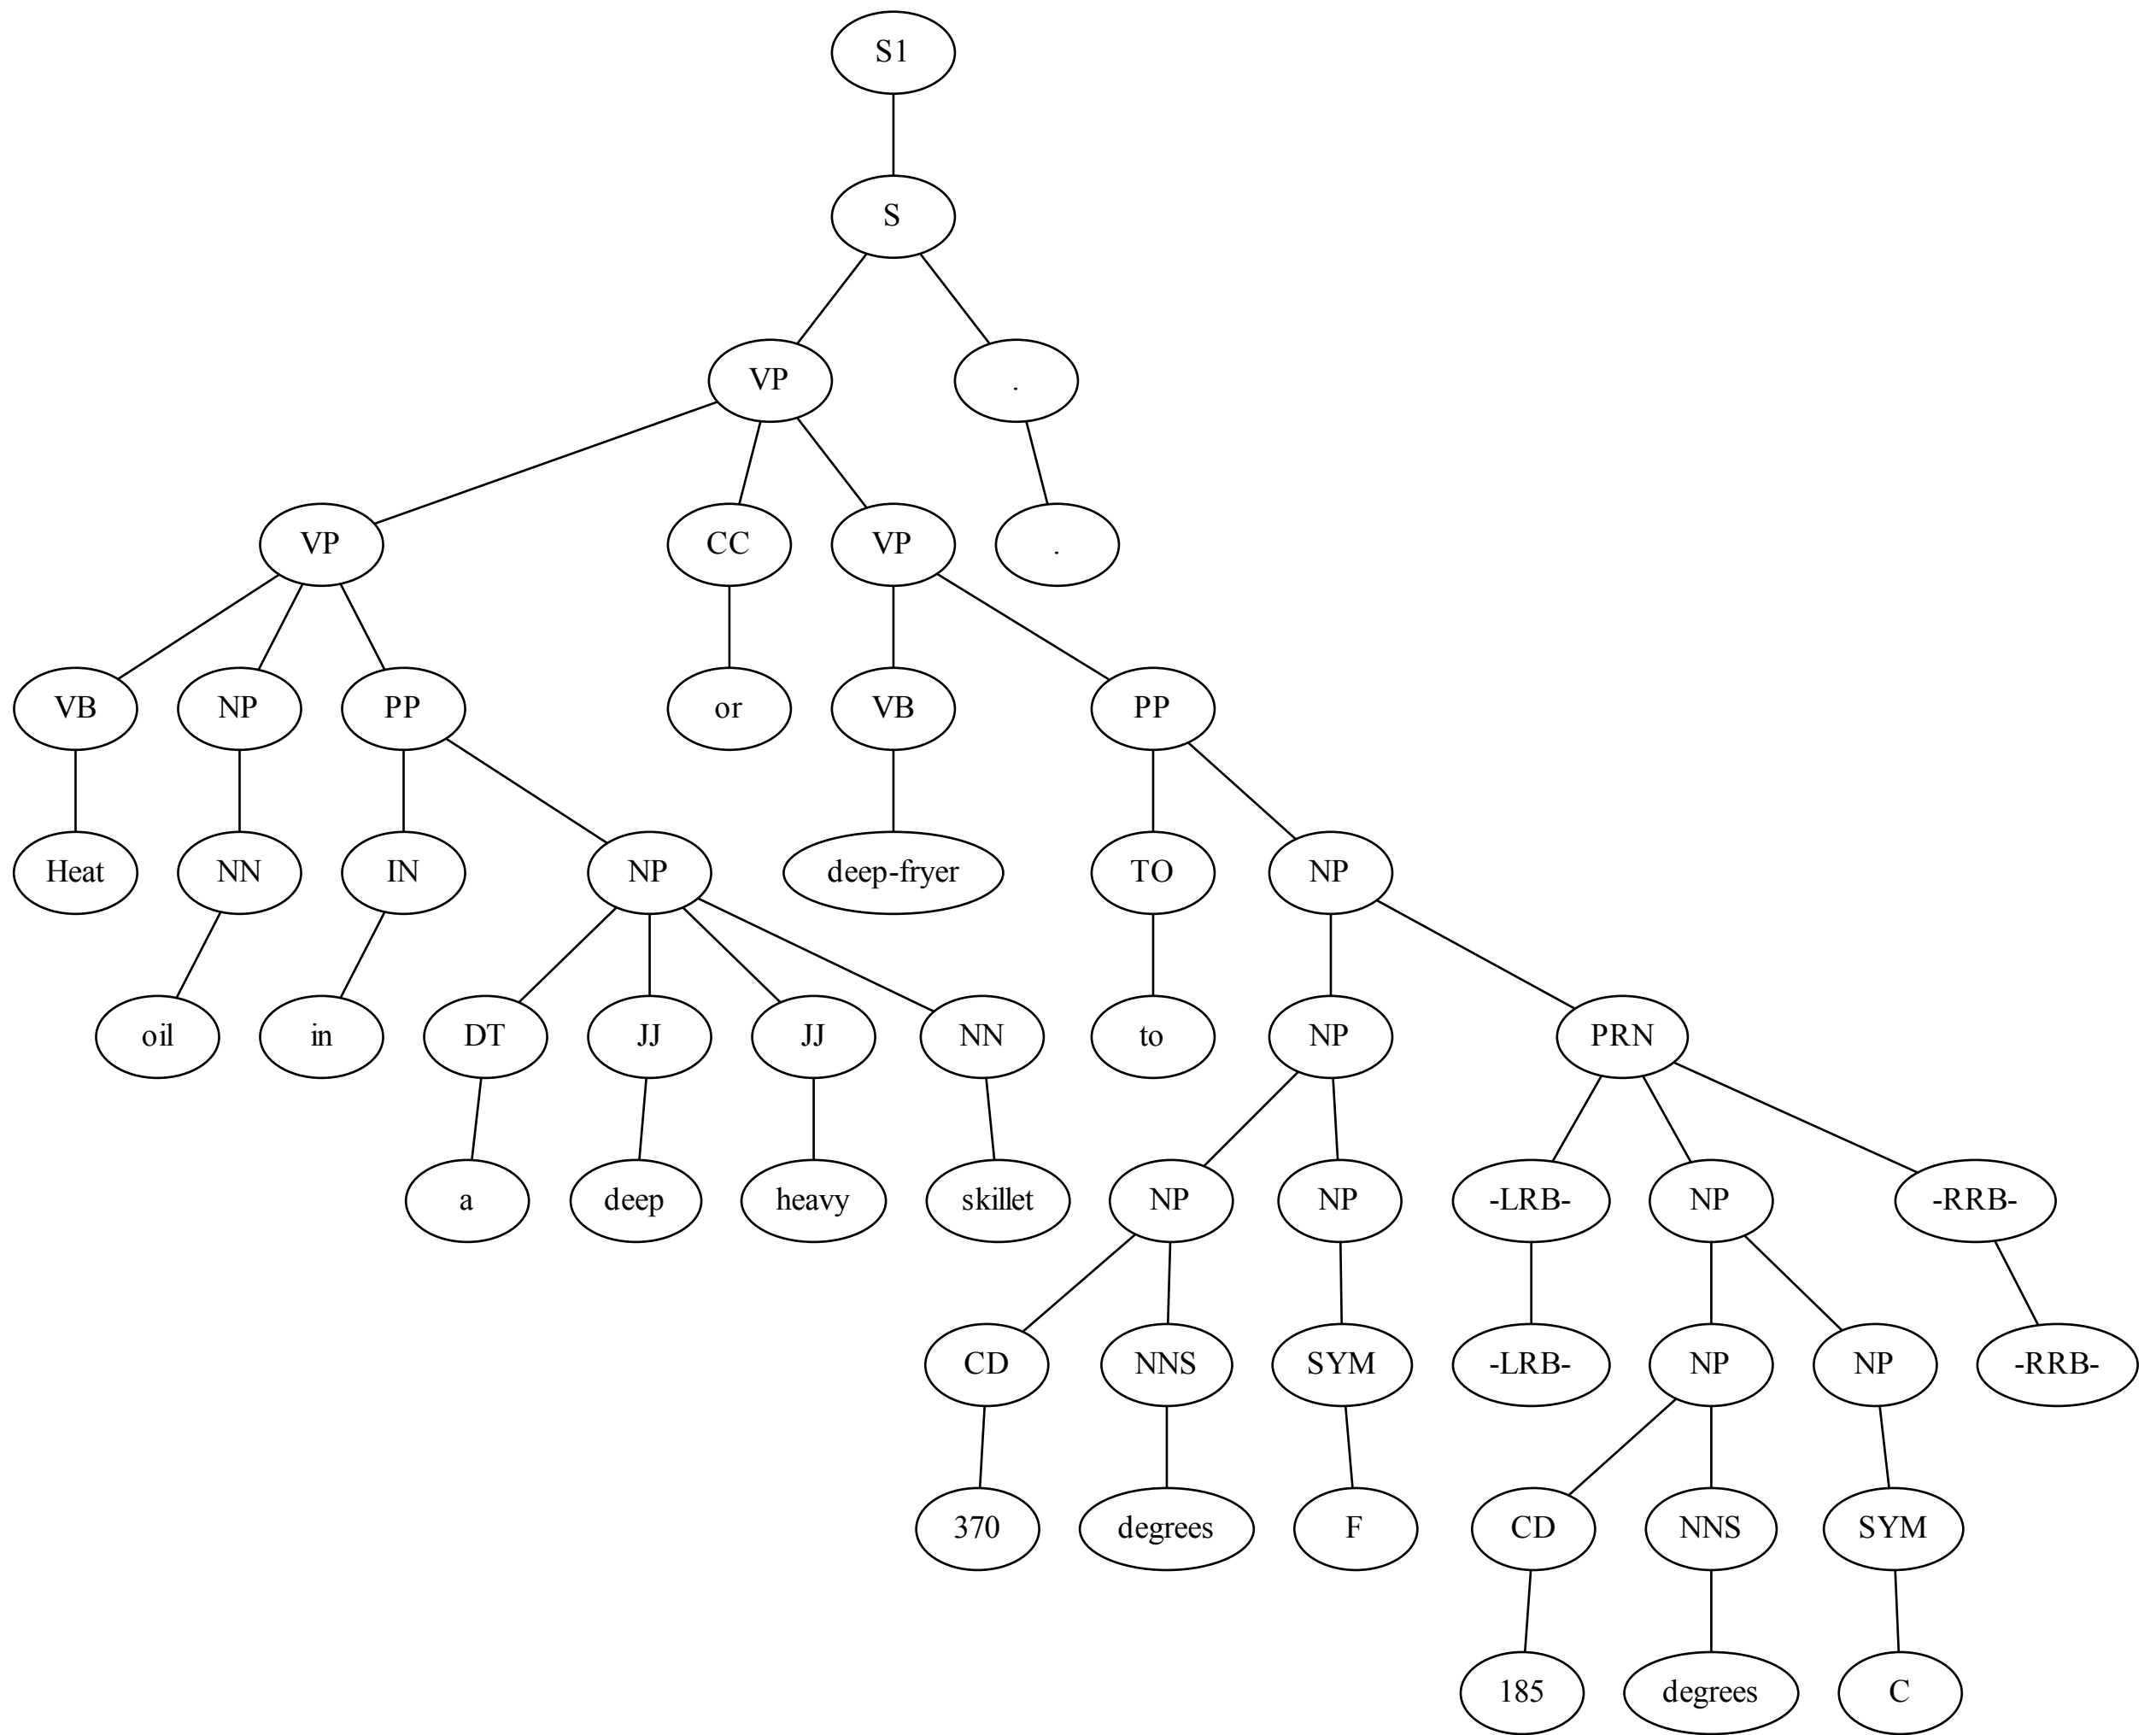 S1
S
VP .
VP CC VP .
VB NP PP or VB PP
Heat NN IN NP deep-fryer TO NP
oil in DT JJ JJ NN to NP PRN
a deep heavy skillet NP NP -LRB- NP -RRB-
CD NNS SYM -LRB- NP NP -RRB-
370 degrees F CD NNS SYM
185 degrees C